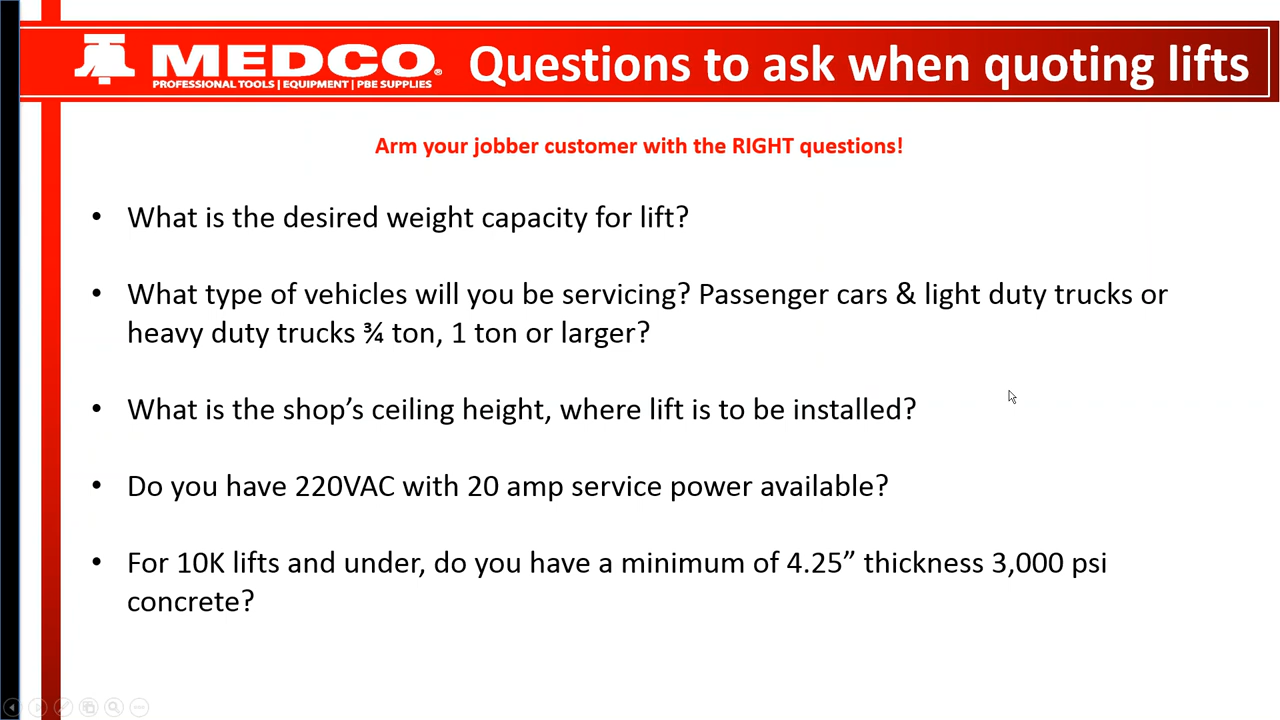 MEDCO®
PROFESSIONAL TOOLS | EQUIPMENT | PBE SUPPLIES
Questions to ask when quoting lifts
Arm your jobber customer with the RIGHT questions!
• What is the desired weight capacity for lift?
• What type of vehicles will you be servicing? Passenger cars & light duty trucks or
heavy duty trucks ¾ ton, 1 ton or larger?
• What is the shop’s ceiling height, where lift is to be installed?
• Do you have 220VAC with 20 amp service power available?
• For 10K lifts and under, do you have a minimum of 4.25” thickness 3,000 psi
concrete?